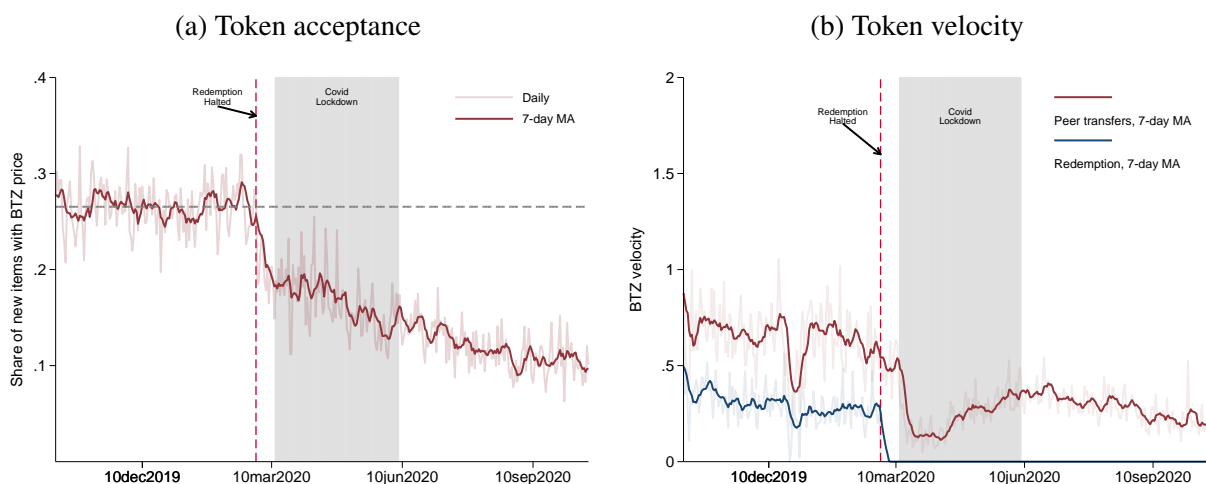 (a) Token acceptance
.4
.3
.2
.1
Share of new items with BTZ price
Redemption
Halted
Covid
Lockdown
Daily
7-day MA
10dec2019
10mar2020
10jun2020
10sep2020
(b) Token velocity
2
1.5
1
.5
0
BTZ velocity
Redemption
Halted
Covid
Lockdown
Peer transfers, 7-day MA
Redemption, 7-day MA
10dec2019
10mar2020
10jun2020
10sep2020